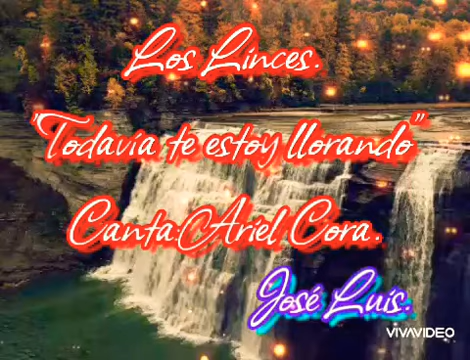 Los Linces.
"Todavía te estoy llorando"
Canta:Ariel Cora.
José Luis.
VIVAVIDEO